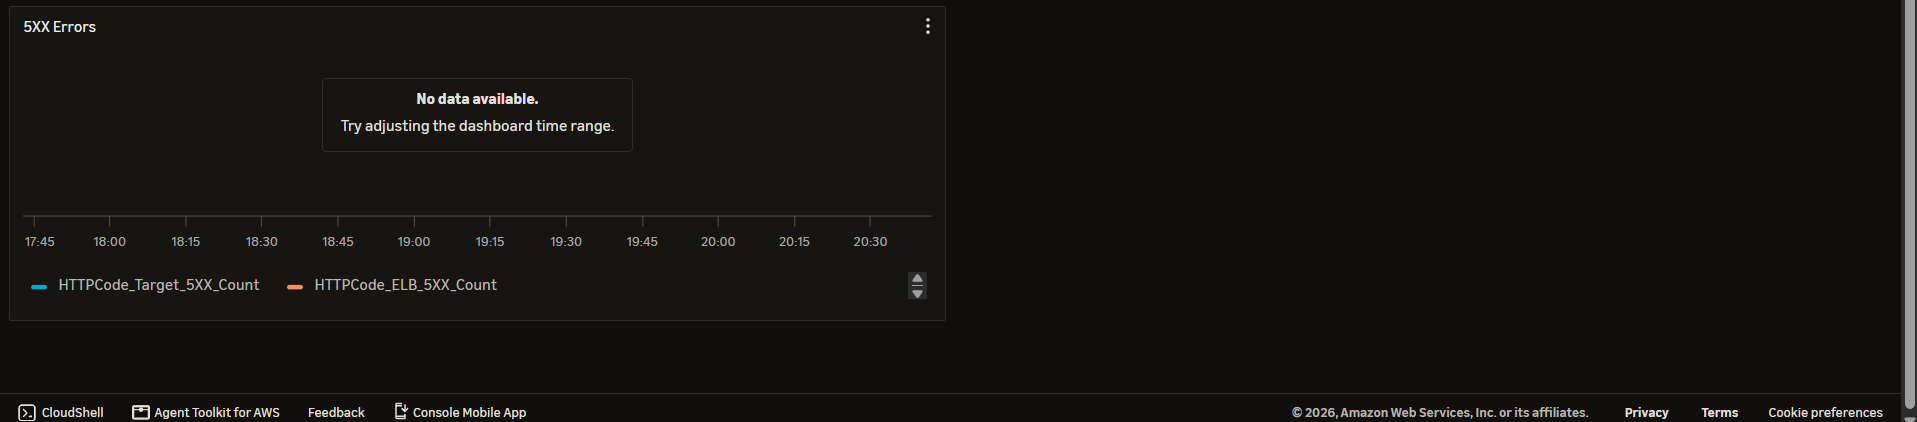 5XX Errors
No data available.
Try adjusting the dashboard time range.
17:45 18:00 18:15 18:30 18:45 19:00 19:15 19:30 19:45 20:00 20:15 20:30
HTTPCode_Target_5XX_Count HTTPCode_ELB_5XX_Count
CloudShell Agent Toolkit for AWS Feedback Console Mobile App © 2026, Amazon Web Services, Inc. or its affiliates. Privacy Terms Cookie preferences